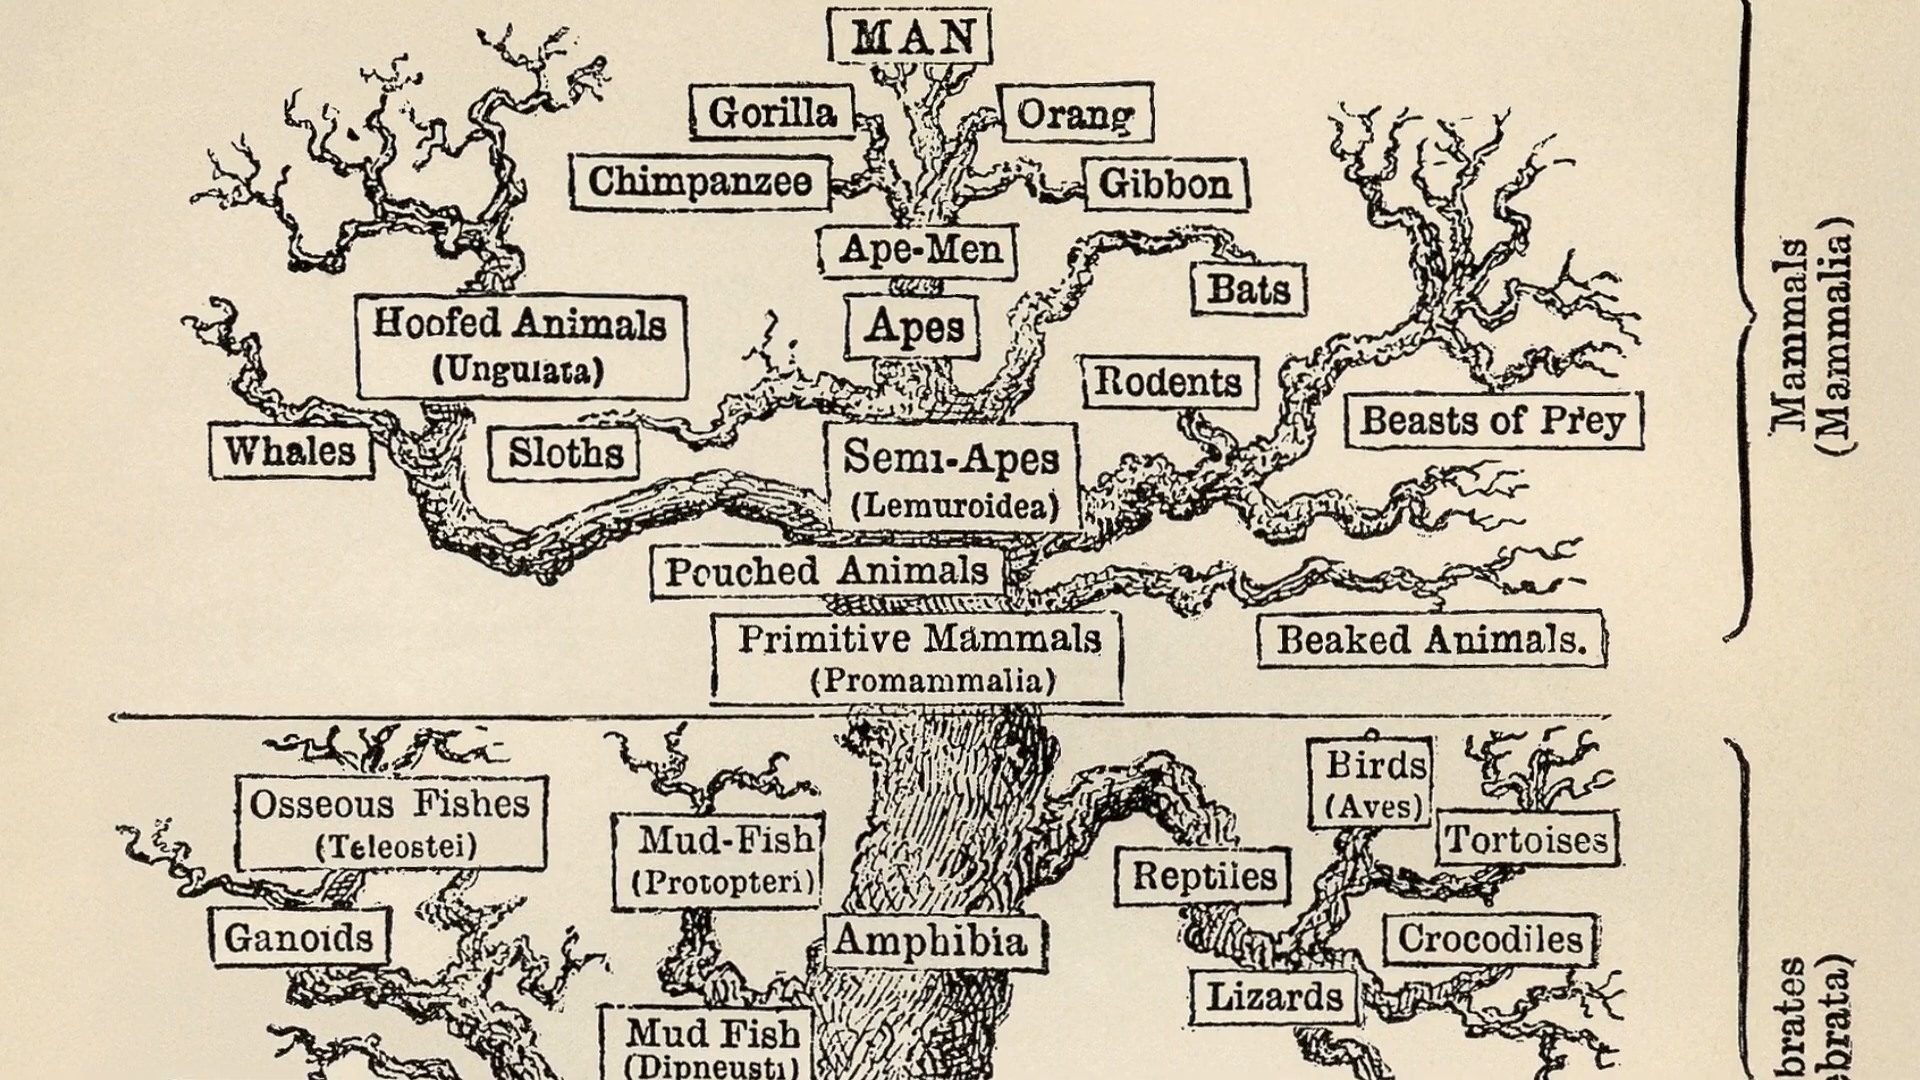 MAN
Gorilla
Orang
Chimpanzee
Gibbon
Ape-Men
Bats
Hoofed Animals
(Ungulata)
Apes
Rodents
Beasts of Prey
Whales
Sloths
Semi-Apes
(Lemuroidea)
Pouched Animals
Primitive Mammals
(Promammalia)
Beaked Animals.
Mammals
(Mammalia)
Osseous Fishes
(Teleostei)
Mud-Fish
(Protopteri)
Birds
(Aves)
Tortoises
Reptiles
Ganoids
Amphibia
Crocodiles
Lizards
Mud Fish
(Dipneusti)
brates
ebrata)